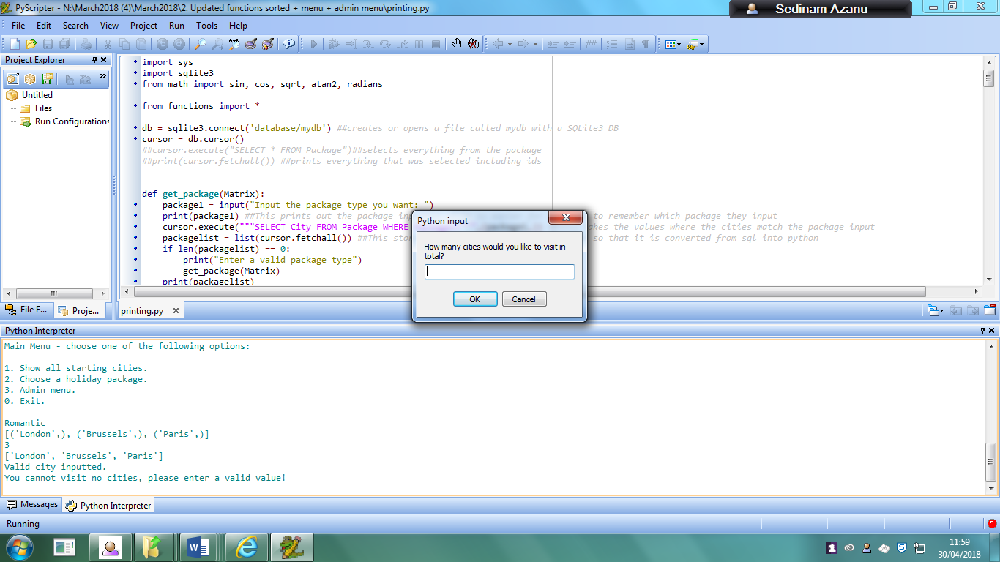 PyScripter - N:\March2018 (4)\March2018\2. Updated functions sorted + menu + admin menu\printing.py
Sedinam Azanu
File Edit Search View Project Run Tools Help
Project Explorer
Untitled
Files
Run Configurations
File E...
Proje...
import sys
import sqlite3
from math import sin, cos, sqrt, atan2, radians
from functions import *
db = sqlite3.connect('database/mydb') ##creates or opens a file called mydb with a SQLite3 DB
cursor = db.cursor()
##cursor.execute("SELECT * FROM Package")##selects everything from the package
##print(cursor.fetchall()) ##prints everything that was selected including ids
def get_package(Matrix):
package1 = input("Input the package type you want: ")
print(package1) ##This prints out the package in to remember which package they input
cursor.execute("""SELECT City FROM Package WHERE akes the values where the cities match the package input
packagelist = list(cursor.fetchall()) ##This stor so that it is converted from sql into python
if len(packagelist) == 0:
print("Enter a valid package type")
get_package(Matrix)
print(packagelist)
printing.py
Python input
How many cities would you like to visit in
total?
OK Cancel
Python Interpreter
Main Menu - choose one of the following options:
1. Show all starting cities.
2. Choose a holiday package.
3. Admin menu.
0. Exit.
Romantic
[('London',), ('Brussels',), ('Paris',)]
3
['London', 'Brussels', 'Paris']
Valid city inputted.
You cannot visit no cities, please enter a valid value!
Messages Python Interpreter
Running
11:59
30/04/2018